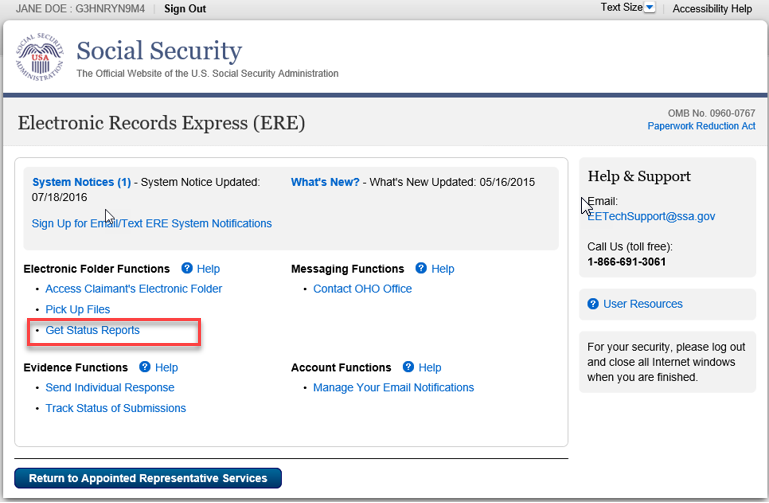 JANE DOE : G3HNRYN9M4 Sign Out Text Size Accessibility Help
SOCIAL SECURITY ADMINISTRATION
USA
Social Security
The Official Website of the U.S. Social Security Administration
Electronic Records Express (ERE)
OMB No. 0960-0767
Paperwork Reduction Act
System Notices (1) - System Notice Updated:
07/18/2016
What's New? - What's New Updated: 05/16/2015
Sign Up for Email/Text ERE System Notifications
Electronic Folder Functions ? Help
• Access Claimant's Electronic Folder
• Pick Up Files
• Get Status Reports
Messaging Functions ? Help
• Contact OHO Office
Evidence Functions ? Help
• Send Individual Response
• Track Status of Submissions
Account Functions ? Help
• Manage Your Email Notifications
Help & Support
Email:
EETechSupport@ssa.gov
Call Us (toll free):
1-866-691-3061
? User Resources
For your security, please log out
and close all Internet windows
when you are finished.
Return to Appointed Representative Services